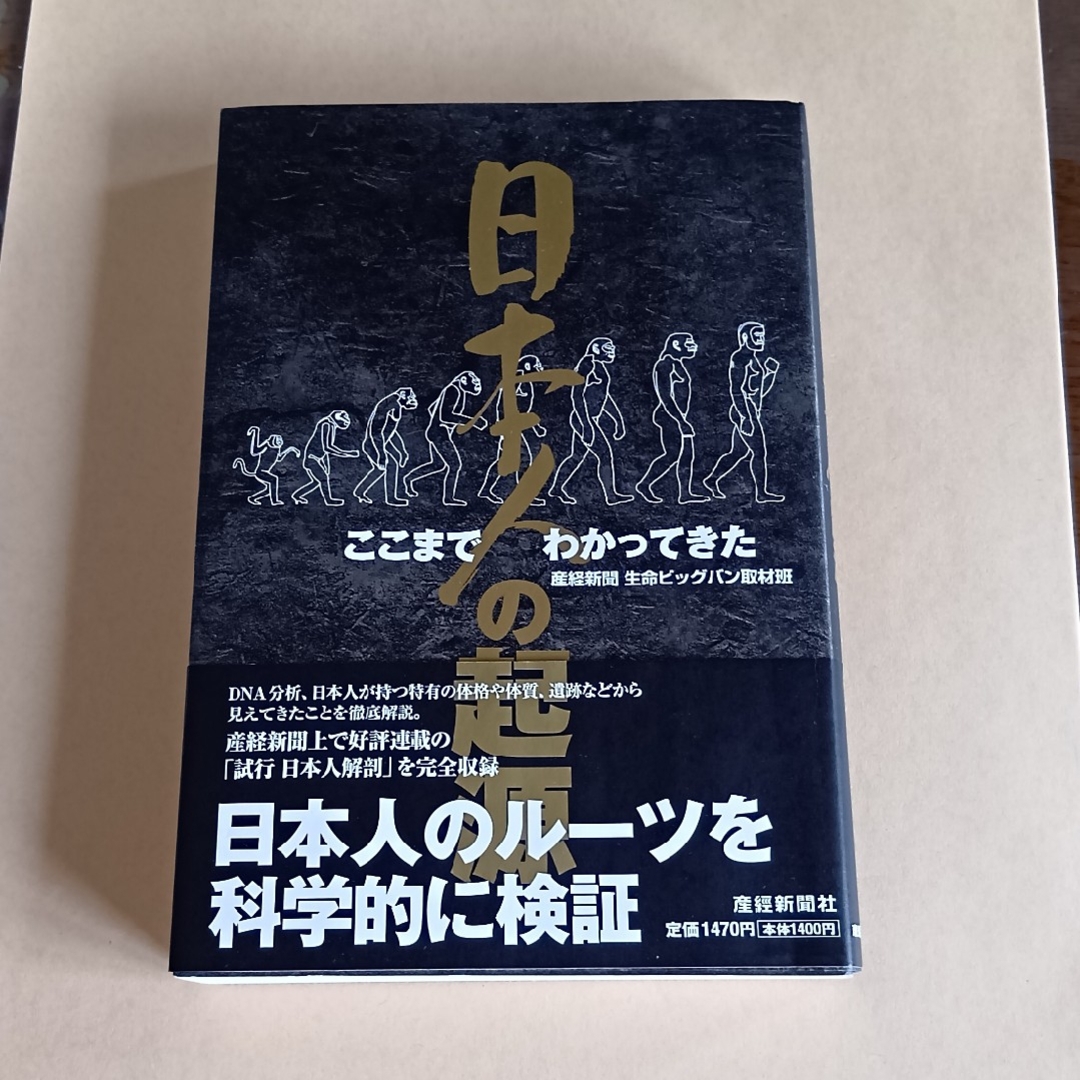 日本人の起源
ここまで わかってきた
産経新聞 生命ビッグバン取材班
DNA分析、日本人が持つ特有の体格や体質、遺跡などから
見えてきたことを徹底解説。
産経新聞上で好評連載の
「試行 日本人解剖」を完全収録
日本人のルーツを
科学的に検証
産經新聞社
定価1470円 本体1400円